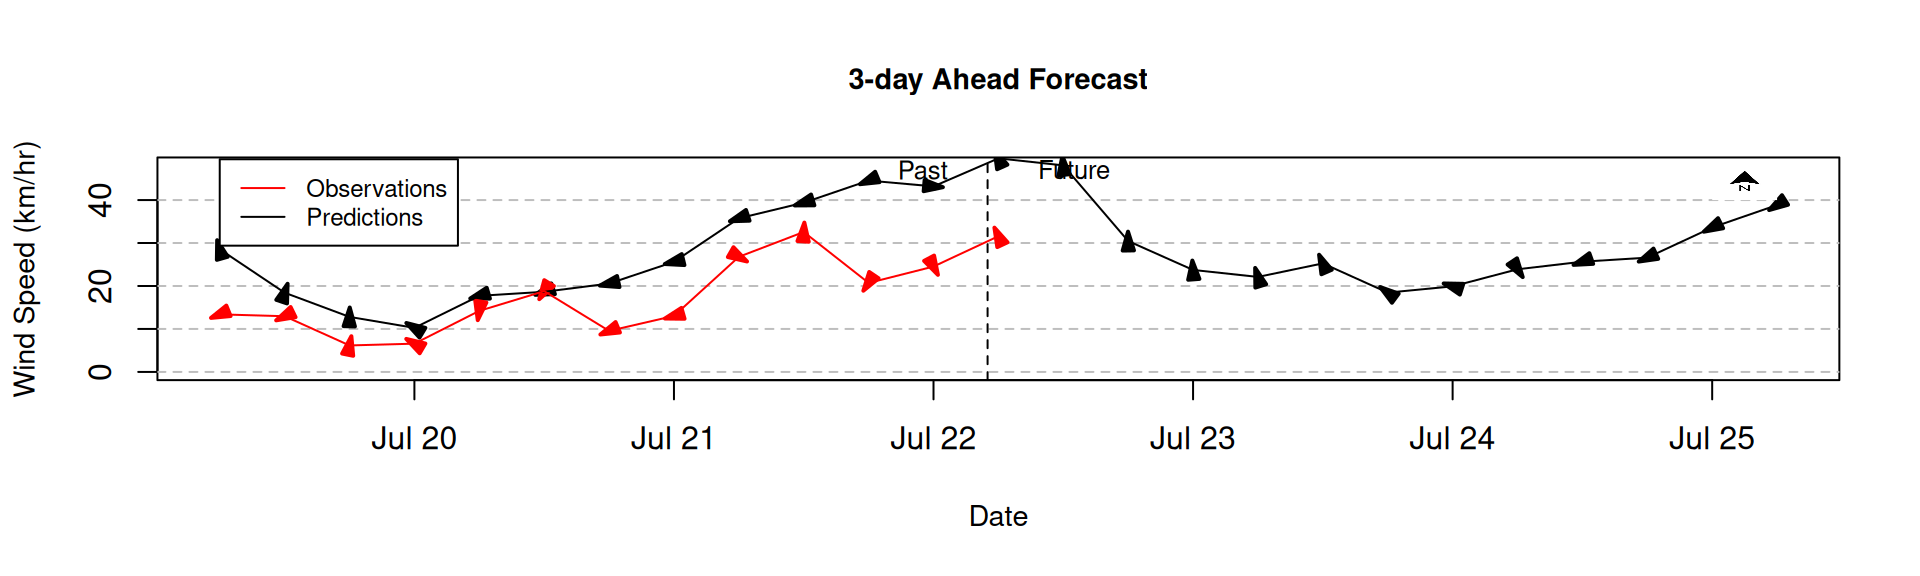 3-day Ahead Forecast
Wind Speed (km/hr)
40
20
0
Observations
Predictions
Past
Future
N
Jul 20
Jul 21
Jul 22
Jul 23
Jul 24
Jul 25
Date